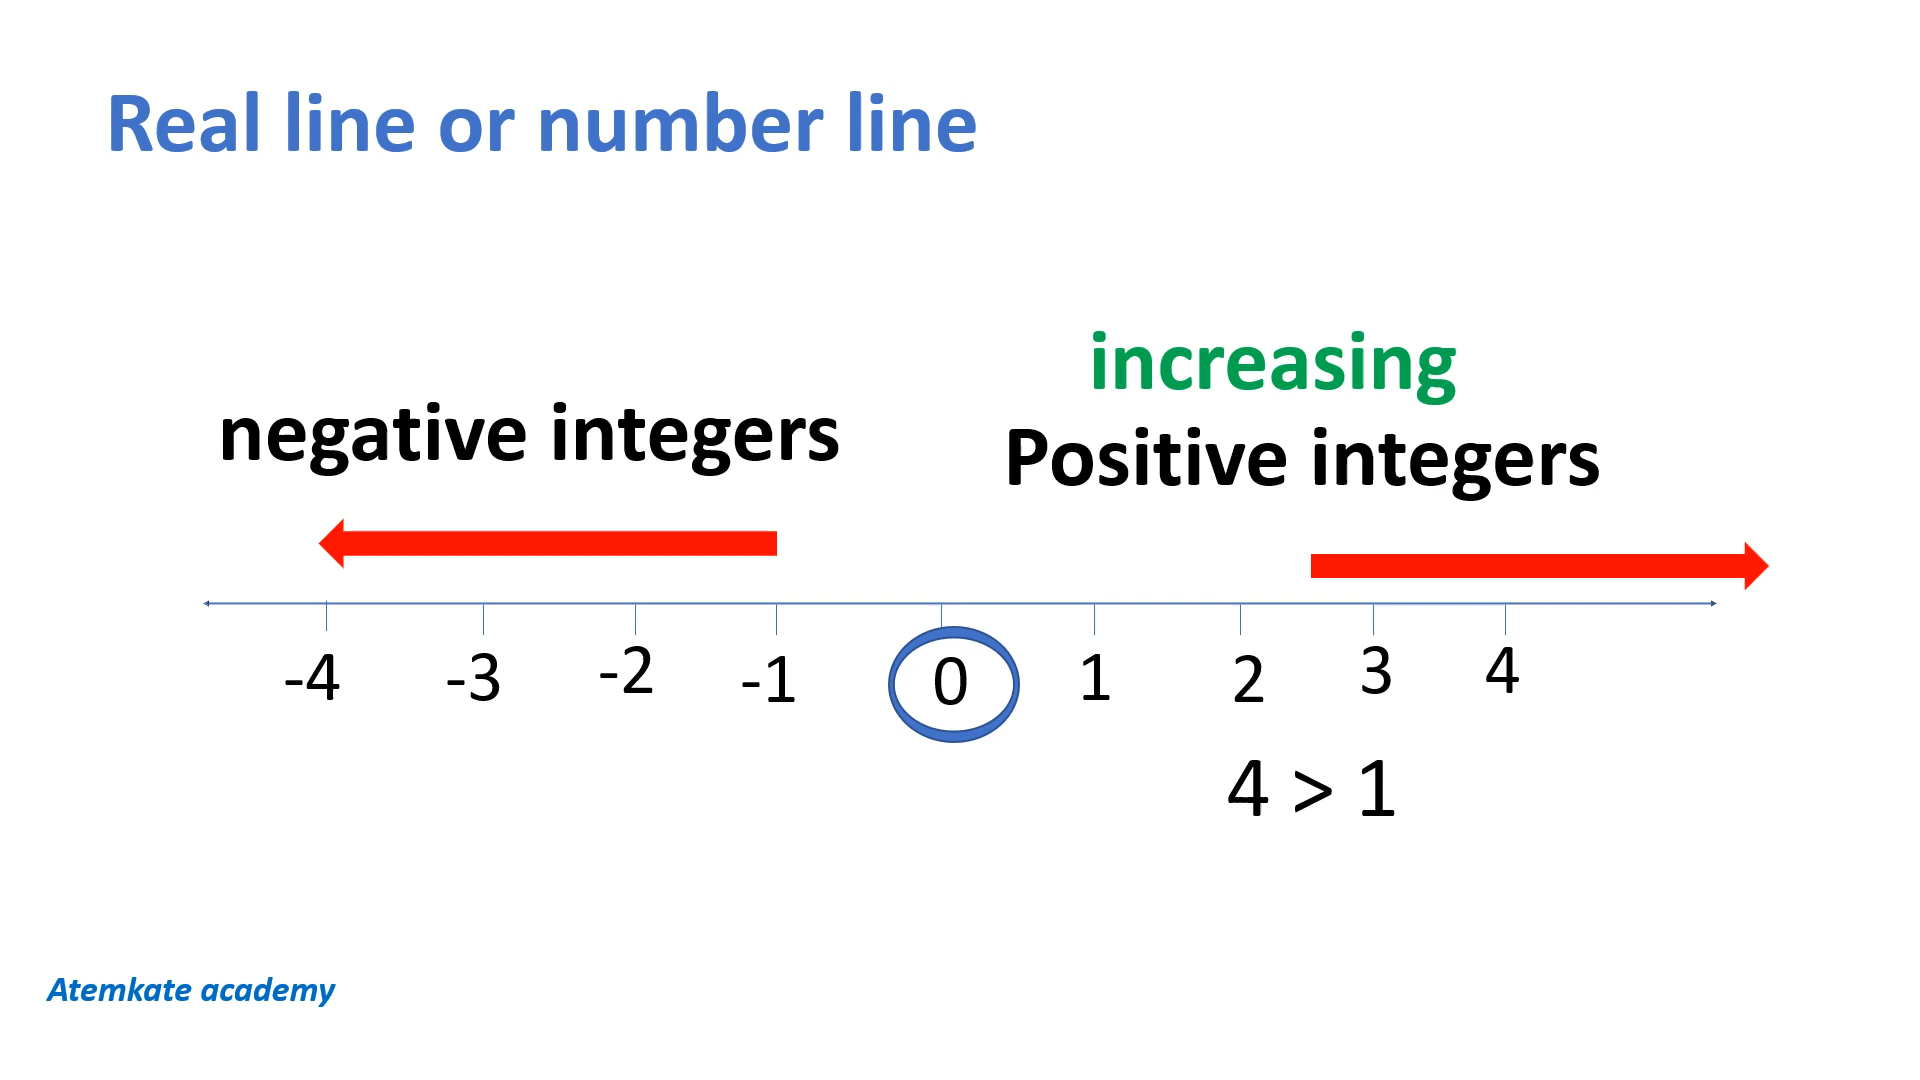 Real line or number line
increasing
negative integers
Positive integers
-4 -3 -2 -1 0 1 2 3 4
4 > 1
Atemkate academy